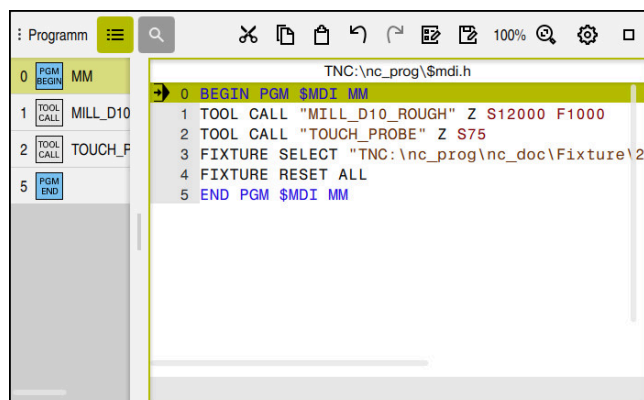 Programm 100%
TNC:\nc_prog\$mdi.h
0 PGM BEGIN MM
1 TOOL CALL MILL_D10
2 TOOL CALL TOUCH_P
5 PGM END
0 BEGIN PGM $MDI MM
1 TOOL CALL "MILL_D10_ROUGH" Z S12000 F1000
2 TOOL CALL "TOUCH_PROBE" Z S75
3 FIXTURE SELECT "TNC:\nc_prog\nc_doc\Fixture\2
4 FIXTURE RESET ALL
5 END PGM $MDI MM